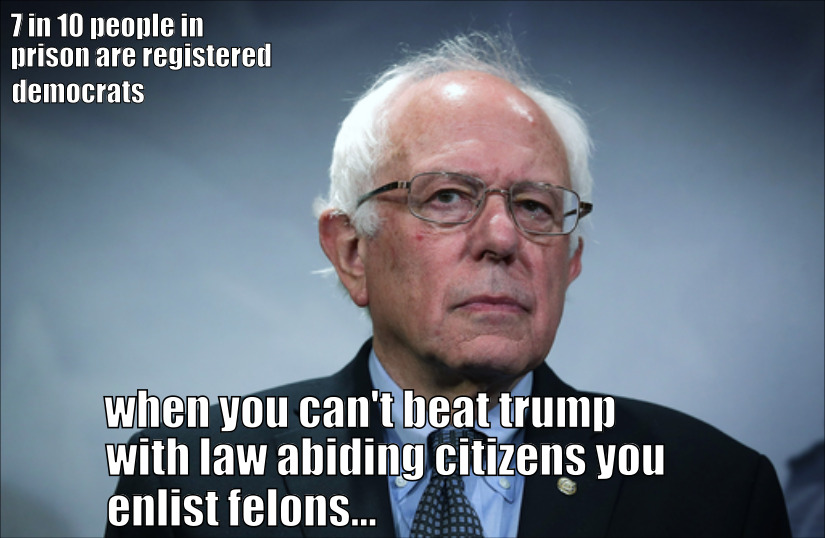 7 in 10 people in
prison are registered
democrats
when you can't beat trump
with law abiding citizens you
enlist felons...